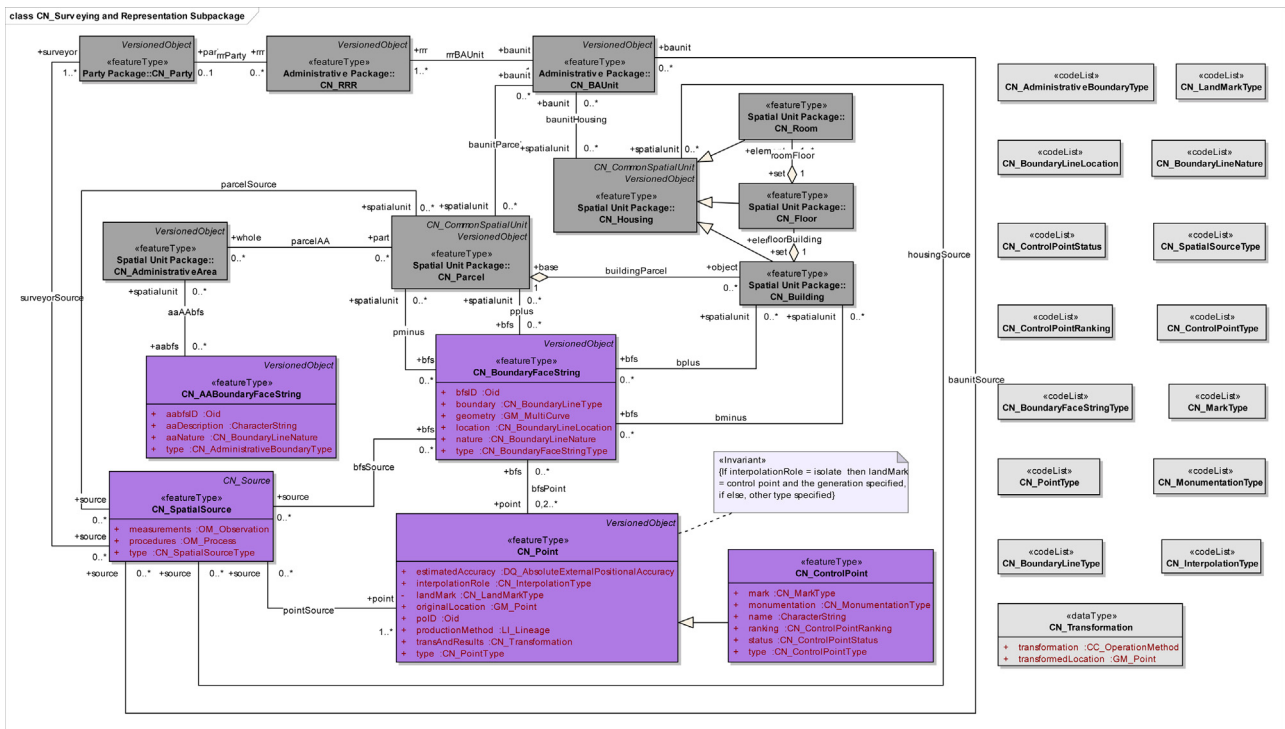 class CN_Surveying and Representation Subpackage
VersionedObject
«featureType»
Party Package::CN_Party
VersionedObject
«featureType»
Administrative Package::
CN_RRR
VersionedObject
«featureType»
Administrative Package::
CN_BAUnit
+surveyor
1..*
rrrParty
0..1
+rrr
0..*
+rrr
1..*
rrrBAUnit
+baunit
+baunit
0..*
+baunit
0..*
+baunit
0..*
baunitHousing
baunitParcel
+spatialunit
0..*
+spatialunit
0..*
«featureType»
Spatial Unit Package::
CN_Room
roomFloor
+set
1
CN_CommonSpatialUnit
VersionedObject
«featureType»
Spatial Unit Package::
CN_Housing
«featureType»
Spatial Unit Package::
CN_Floor
floorBuilding
+set
1
«featureType»
Spatial Unit Package::
CN_Building
parcelSource
+spatialunit
0..*
+spatialunit
0..*
CN_CommonSpatialUnit
VersionedObject
«featureType»
Spatial Unit Package::
CN_Parcel
VersionedObject
«featureType»
Spatial Unit Package::
CN_AdministrativeArea
+whole
0..*
parcelAA
+part
0..*
+base
1
buildingParcel
+object
0..*
housingSource
surveyorSource
baunitSource
+spatialunit
0..*
aaAAbfs
+aabfs
0..*
+spatialunit
0..*
pminus
+bfs
0..*
+spatialunit
0..*
pplus
+bfs
0..*
+spatialunit
0..*
+spatialunit
0..*
+bfs
0..*
bplus
+bfs
0..*
bminus
VersionedObject
«featureType»
CN_AABoundaryFaceString
+ aabfsID :Oid
+ aaDescription :CharacterString
+ aaNature :CN_BoundaryLineNature
+ type :CN_AdministrativeBoundaryType
VersionedObject
«featureType»
CN_BoundaryFaceString
+ bfsID :Oid
+ boundary :CN_BoundaryLineType
+ geometry :GM_MultiCurve
+ location :CN_BoundaryLineLocation
+ nature :CN_BoundaryLineNature
+ type :CN_BoundaryFaceStringType
+bfs
0..*
bfsSource
+source
0..*
+bfs
0..*
bfsPoint
+point
0,2..*
«Invariant»
{If interpolationRole = isolate then landMark
= control point and the generation specified,
if else, other type specified}
CN_Source
«featureType»
CN_SpatialSource
+ measurements :OM_Observation
+ procedures :OM_Process
+ type :CN_SpatialSourceType
+source
0..*
+source
0..*
+source
0..*
+source
0..*
+source
0..*
pointSource
+point
1..*
VersionedObject
«featureType»
CN_Point
+ estimatedAccuracy :DQ_AbsoluteExternalPositionalAccuracy
+ interpolationRole :CN_InterpolationType
- landMark :CN_LandMarkType
+ originalLocation :GM_Point
+ poID :Oid
+ productionMethod :LI_Lineage
+ transAndResults :CN_Transformation
+ type :CN_PointType
«featureType»
CN_ControlPoint
+ mark :CN_MarkType
+ monumentation :CN_MonumentationType
+ name :CharacterString
+ ranking :CN_ControlPointRanking
+ status :CN_ControlPointStatus
+ type :CN_ControlPointType
«codeList»
CN_AdministrativeBoundaryType
«codeList»
CN_LandMarkType
«codeList»
CN_BoundaryLineLocation
«codeList»
CN_BoundaryLineNature
«codeList»
CN_ControlPointStatus
«codeList»
CN_SpatialSourceType
«codeList»
CN_ControlPointRanking
«codeList»
CN_ControlPointType
«codeList»
CN_BoundaryFaceStringType
«codeList»
CN_MarkType
«codeList»
CN_PointType
«codeList»
CN_MonumentationType
«codeList»
CN_BoundaryLineType
«codeList»
CN_InterpolationType
«dataType»
CN_Transformation
+ transformation :CC_OperationMethod
+ transformedLocation :GM_Point